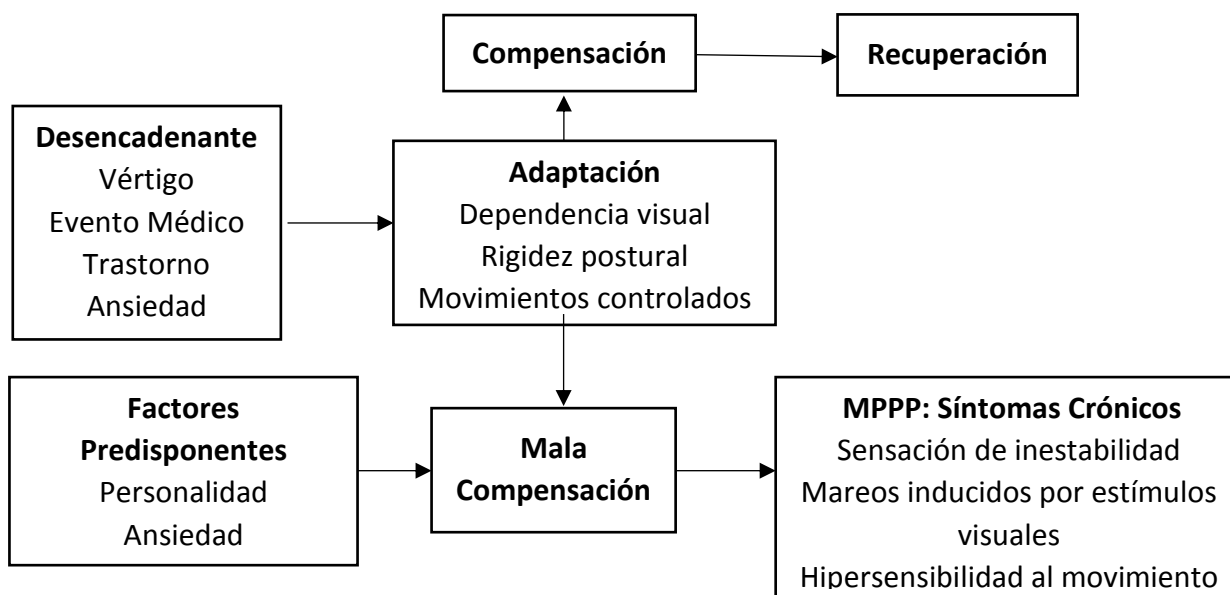 Compensación
Recuperación
Desencadenante
Vértigo
Evento Médico
Trastorno
Ansiedad
Adaptación
Dependencia visual
Rigidez postural
Movimientos controlados
Factores
Predisponentes
Personalidad
Ansiedad
Mala
Compensación
MPPP: Síntomas Crónicos
Sensación de inestabilidad
Mareos inducidos por estímulos
visuales
Hipersensibilidad al movimiento